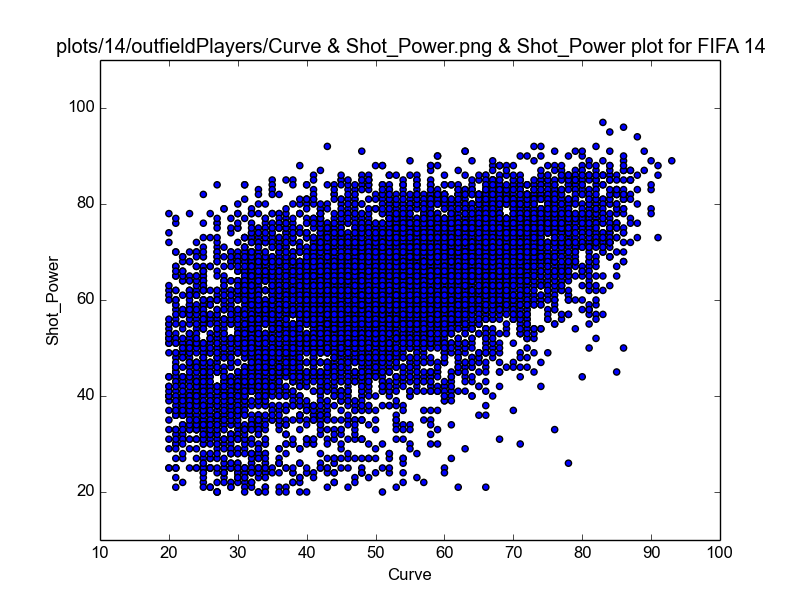 plots/14/outfieldPlayers/Curve & Shot_Power.png & Shot_Power plot for FIFA 14
100
80
60
40
20
Shot_Power
10 20 30 40 50 60 70 80 90 100
Curve